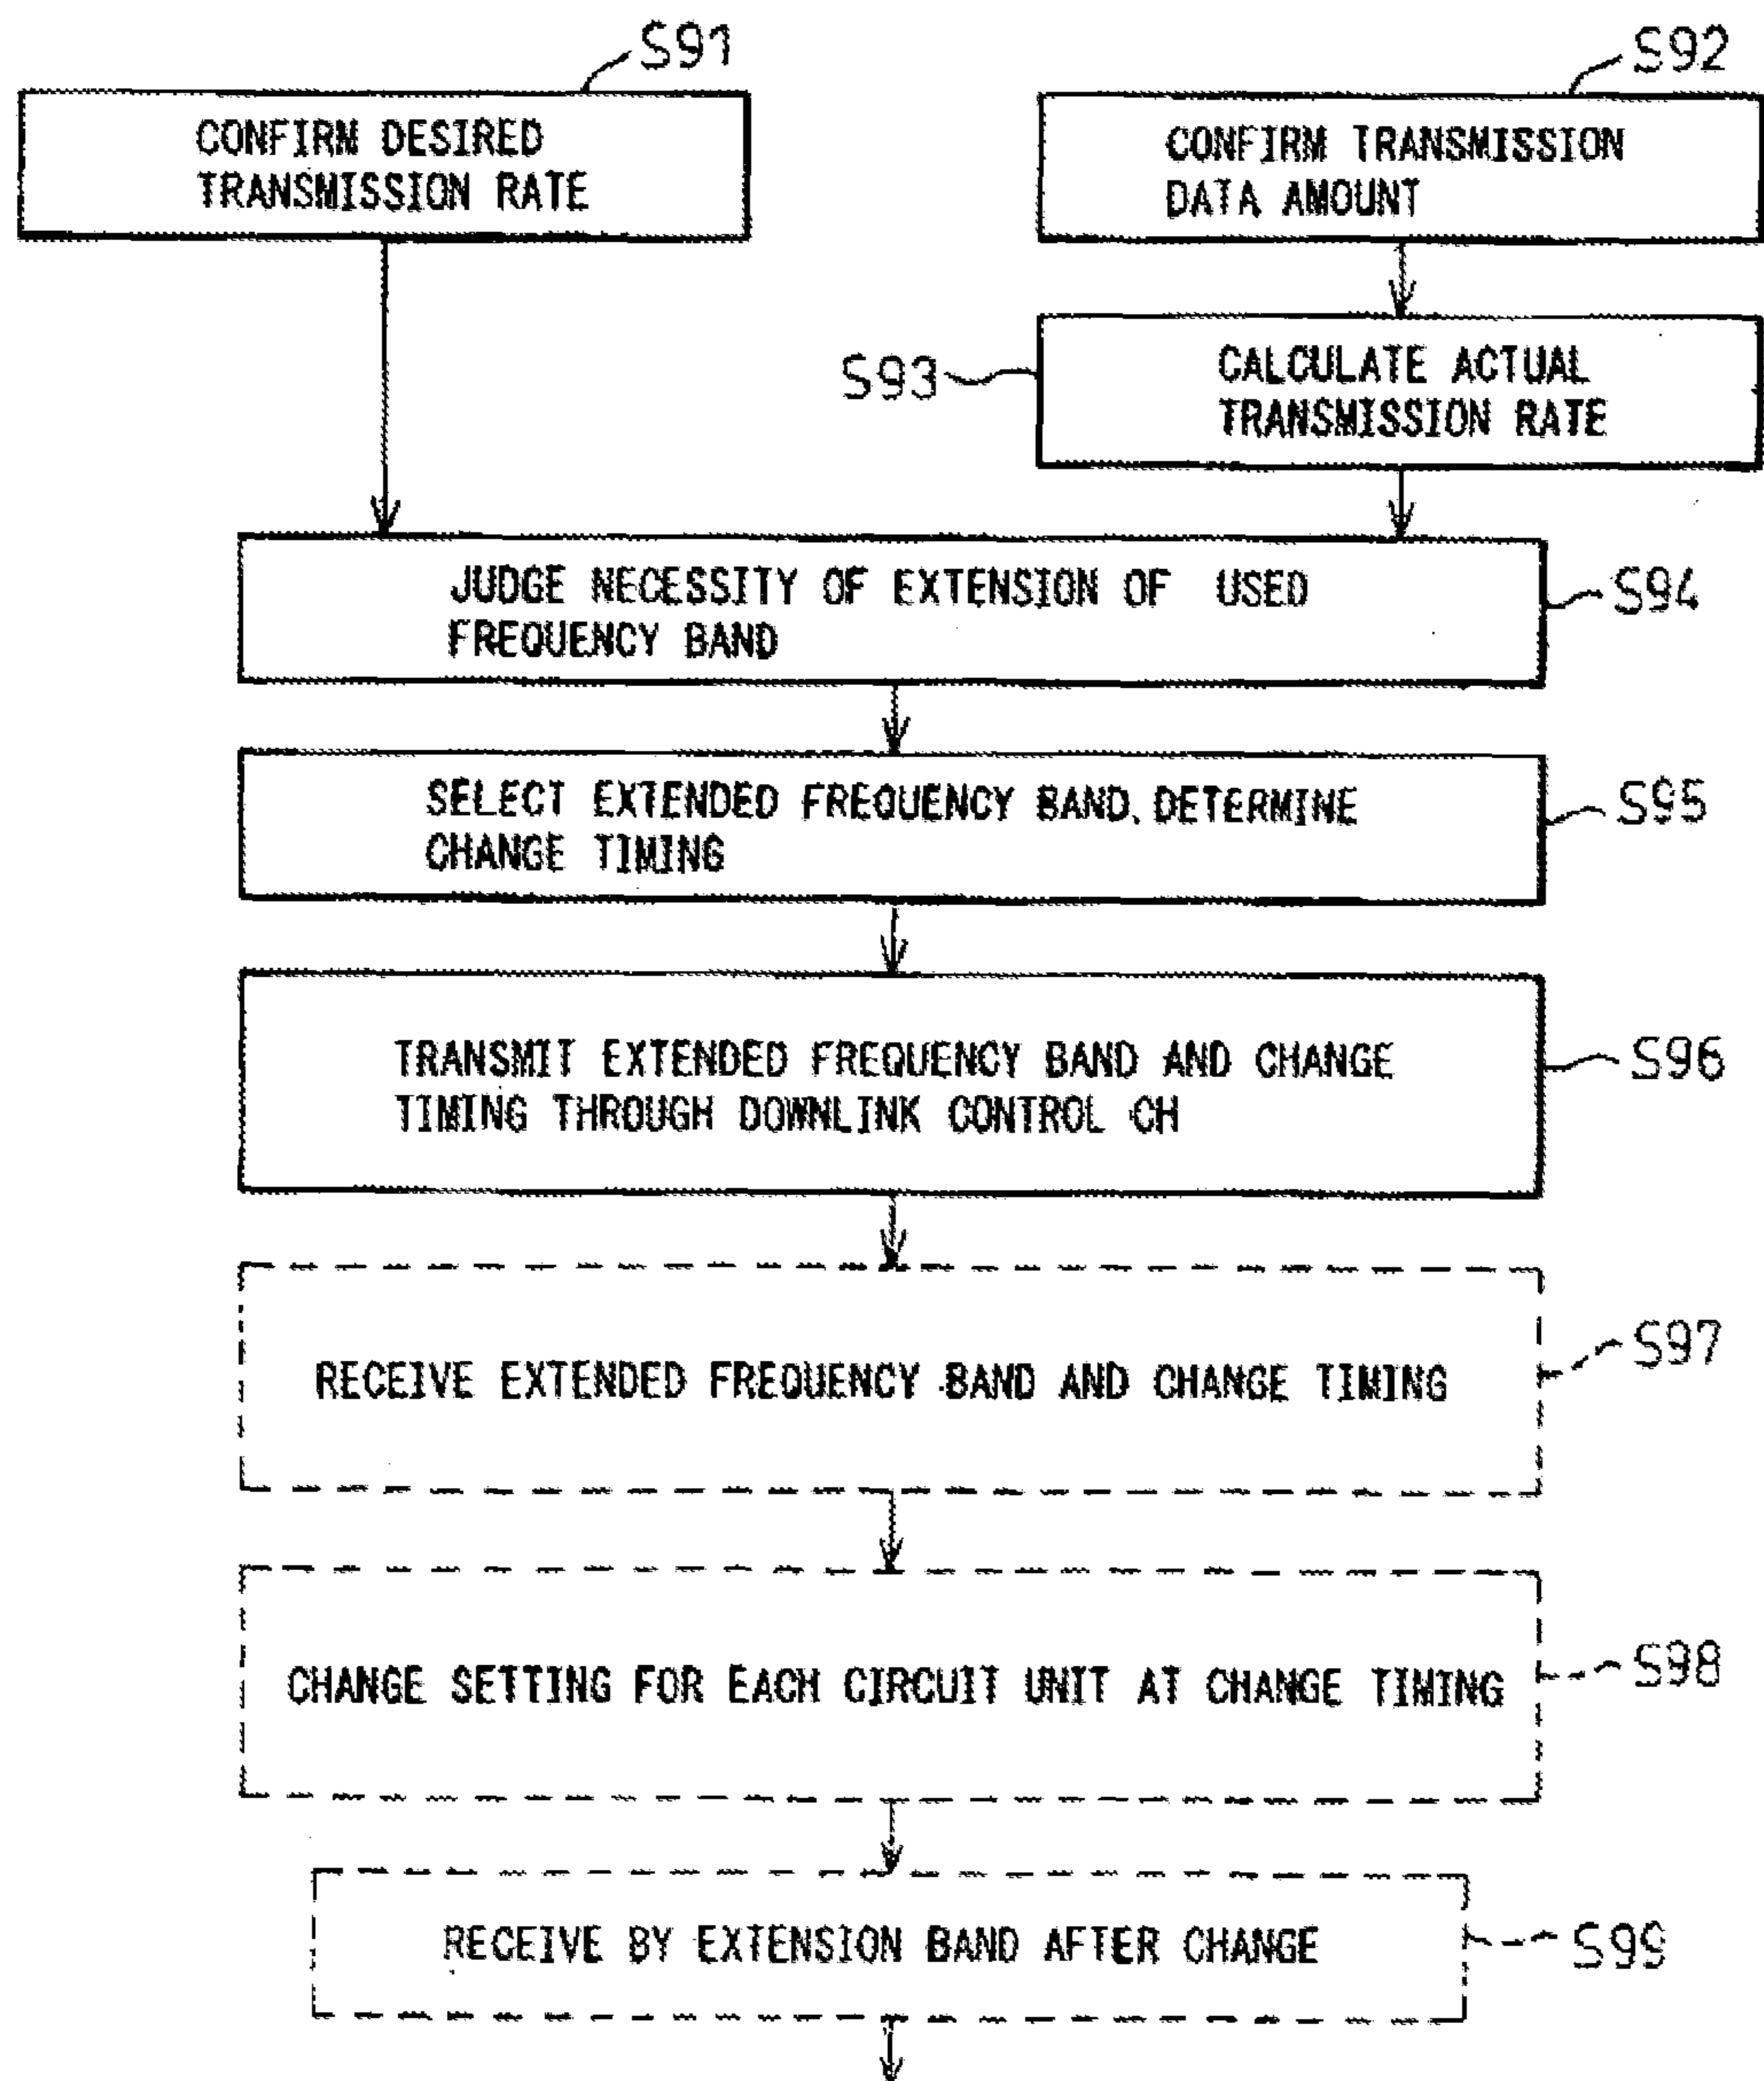 S91
CONFIRM DESIRED
TRANSMISSION RATE
S92
CONFIRM TRANSMISSION
DATA AMOUNT
S93
CALCULATE ACTUAL
TRANSMISSION RATE
JUDGE NECESSITY OF EXTENSION OF USED
FREQUENCY BAND
S94
SELECT EXTENDED FREQUENCY BAND, DETERMINE
CHANGE TIMING
S95
TRANSMIT EXTENDED FREQUENCY BAND AND CHANGE
TIMING THROUGH DOWNLINK CONTROL CH
S96
RECEIVE EXTENDED FREQUENCY BAND AND CHANGE TIMING
S97
CHANGE SETTING FOR EACH CIRCUIT UNIT AT CHANGE TIMING
S98
RECEIVE BY EXTENSION BAND AFTER CHANGE
S99